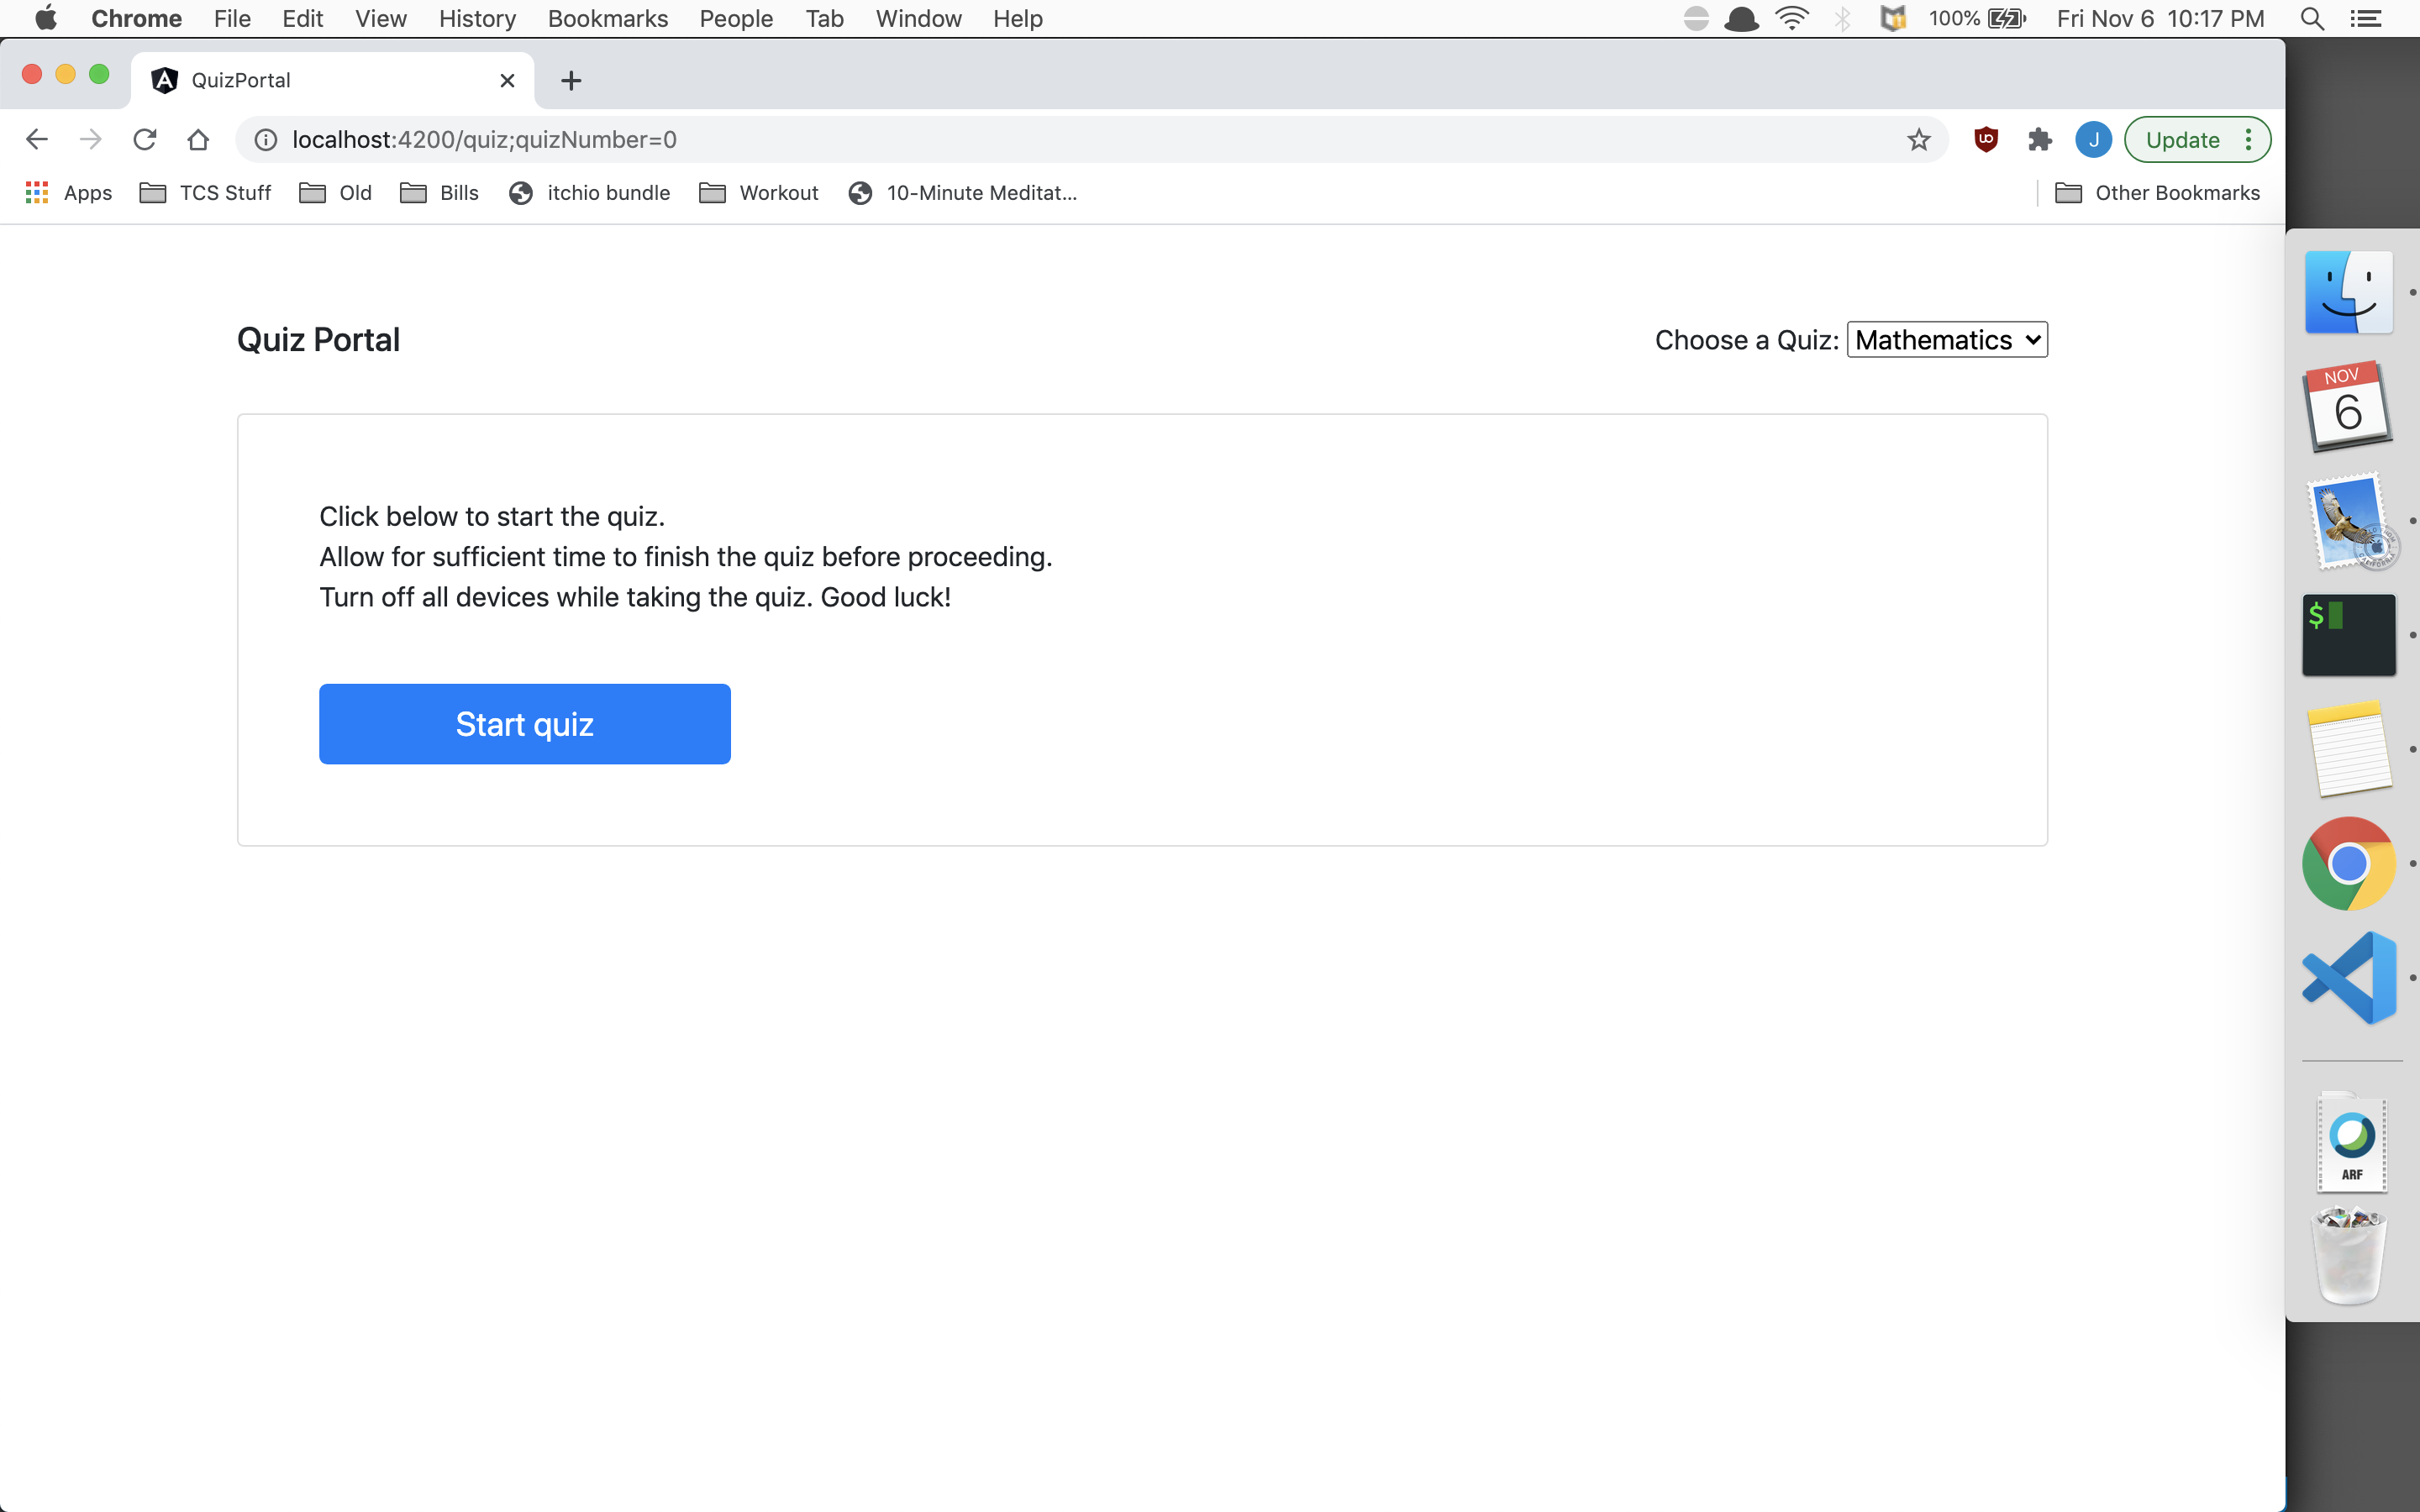 Chrome File Edit View History Bookmarks People Tab Window Help 100% Fri Nov 6 10:17 PM
QuizPortal
localhost:4200/quiz;quizNumber=0 J Update
Apps TCS Stuff Old Bills itchio bundle Workout 10-Minute Meditat... Other Bookmarks
Quiz Portal Choose a Quiz: Mathematics
NOV
6
Click below to start the quiz.
Allow for sufficient time to finish the quiz before proceeding.
Turn off all devices while taking the quiz. Good luck!
$
Start quiz
ARF